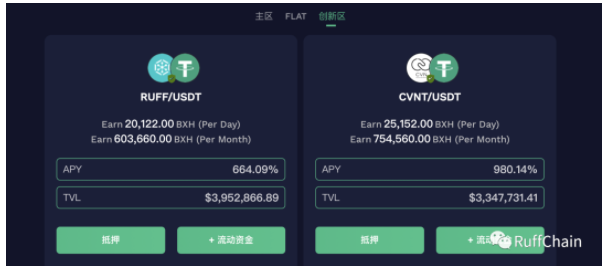 主区 FLAT 创新区
RUFF/USDT
Earn 20,122.00 BXH (Per Day)
Earn 603,660.00 BXH (Per Month)
APY 664.09%
TVL $3,952,866.89
抵押 + 流动资金
CVNT/USDT
Earn 25,152.00 BXH (Per Day)
Earn 754,560.00 BXH (Per Month)
APY 980.14%
TVL $3,347,731.41
抵押 + 流
RuffChain